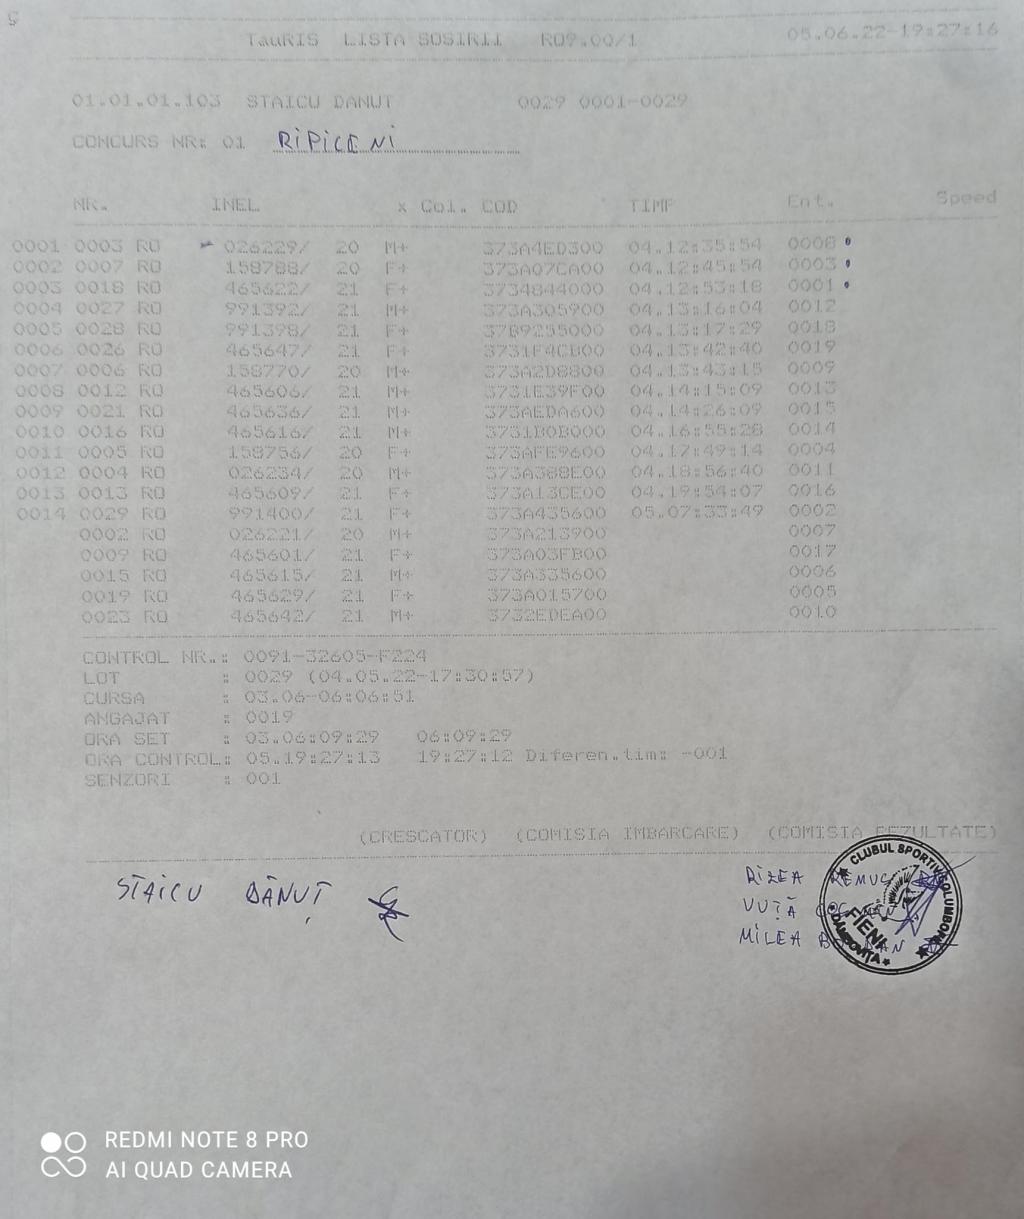 TauRIS LISTA SOSIRII RO9.00/1 05.06.22-19:27:16
01.01.01.103 STAICU DANUT 0029 0001-0029
CONCURS NR: 01 RIPICENI
NR. INEL x Col. COD TIMP Ent. Speed
0001 0003 RO 026229/ 20 M+ 373A4ED300 04.12:35:54 0008
0002 0007 RO 158788/ 20 F+ 373A07CA00 04.12:45:54 0003
0003 0018 RO 465622/ 21 F+ 3734844000 04.12:53:18 0001
0004 0027 RO 991392/ 21 M+ 373A305900 04.13:16:04 0012
0005 0028 RO 991398/ 21 F+ 37B9255000 04.13:17:29 0018
0006 0026 RO 465647/ 21 F+ 3731F4CB00 04.13:42:40 0019
0007 0006 RO 158770/ 20 M+ 373A2D8800 04.13:43:15 0009
0008 0012 RO 465606/ 21 M+ 3731E39F00 04.14:15:09 0013
0009 0021 RO 465636/ 21 M+ 373AEDA600 04.14:26:09 0015
0010 0016 RO 465616/ 21 M+ 3731B0B000 04.16:55:28 0014
0011 0005 RO 158756/ 20 F+ 373AFE9600 04.17:49:14 0004
0012 0004 RO 026234/ 20 M+ 373A388E00 04.18:56:40 0011
0013 0013 RO 465609/ 21 F+ 373A13CE00 04.19:54:07 0016
0014 0029 RO 991400/ 21 F+ 373A435600 05.07:33:49 0002
0002 RO 026221/ 20 M+ 373A213900 0007
0009 RO 465601/ 21 F+ 373A03FB00 0017
0015 RO 465615/ 21 M+ 373A335600 0006
0019 RO 465629/ 21 F+ 373A015700 0005
0023 RO 465642/ 21 M+ 3732EDEA00 0010
CONTROL NR.: 0091-32605-F224
LOT : 0029 (04.05.22-17:30:57)
CURSA : 03.06-06:06:51
ANGAJAT : 0019
ORA SET : 03.06:09:29 06:09:29
ORA CONTROL: 05.19:27:13 19:27:12 Diferen.tim: -001
SENZORI : 001
(CRESCATOR) (COMISIA IMBARCARE) (COMISIA REZULTATE)
STAICU DĂNUȚ
RIZEA REMUS
VUȚĂ
MILEA BOGDAN
CLUBUL SPORTIV COLUMBOFIL
FIENI
DÂMBOVIȚA
REDMI NOTE 8 PRO
AI QUAD CAMERA